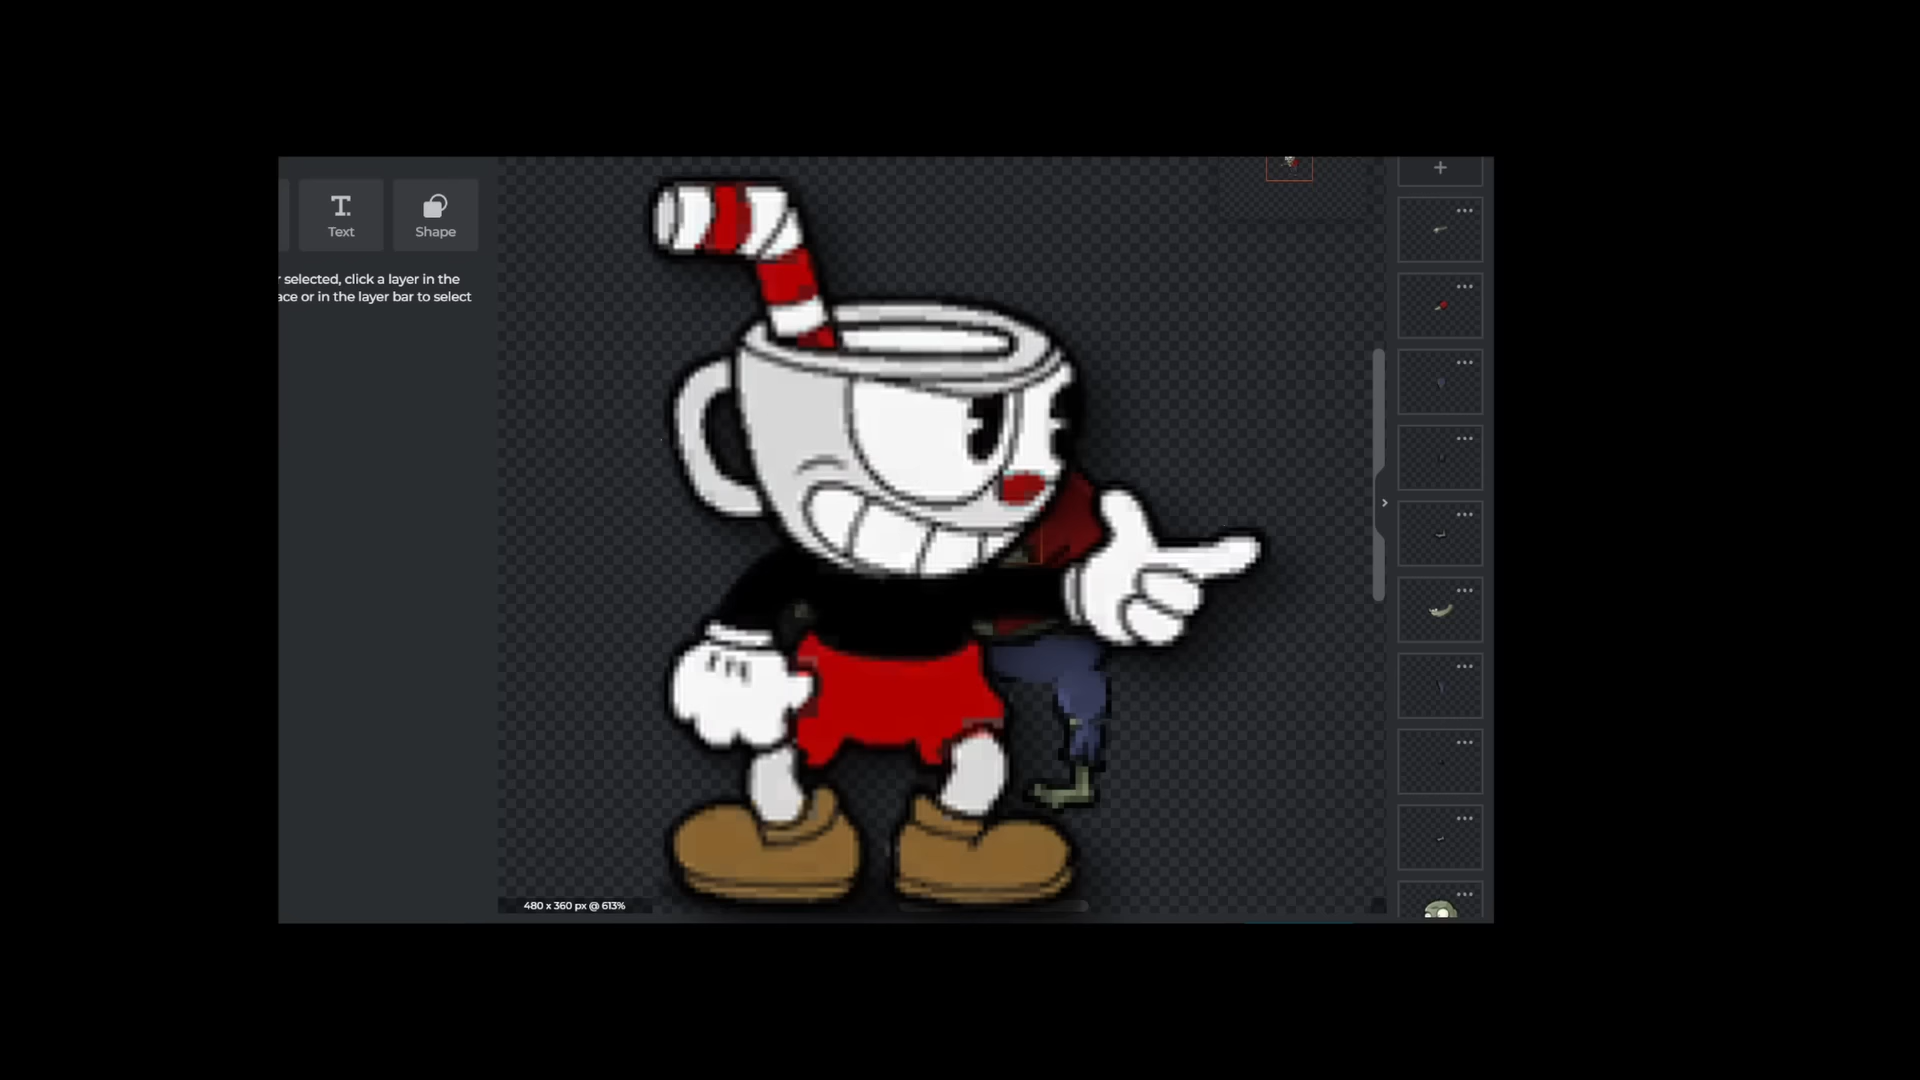 Text
Shape
selected, click a layer in the
ace or in the layer bar to select
480 x 360 px @ 613%